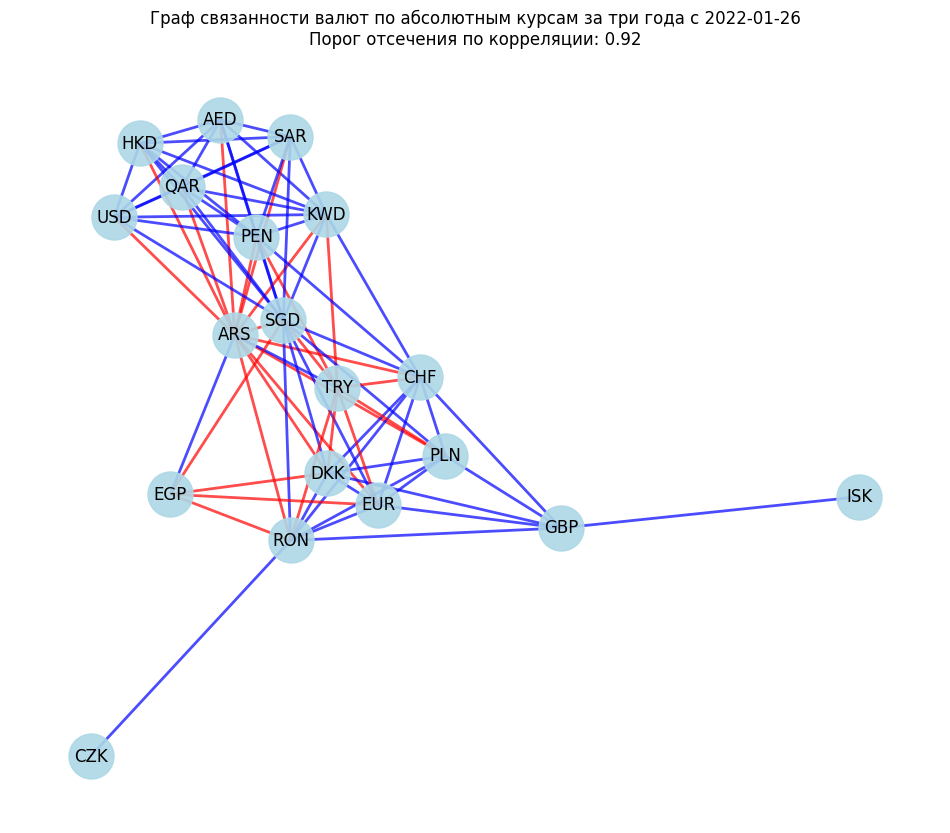 Граф связанности валют по абсолютным курсам за три года с 2022-01-26
Порог отсечения по корреляции: 0.92
AED
SAR
HKD
QAR
USD
KWD
PEN
SGD
ARS
CHF
TRY
PLN
DKK
EGP
EUR
ISK
GBP
RON
CZK